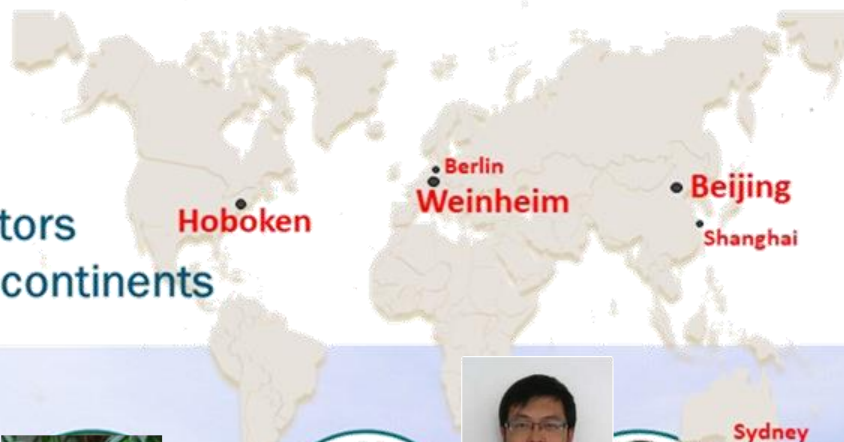 Berlin
Weinheim
Beijing
Hoboken
tors
Shanghai
continents
Sydney